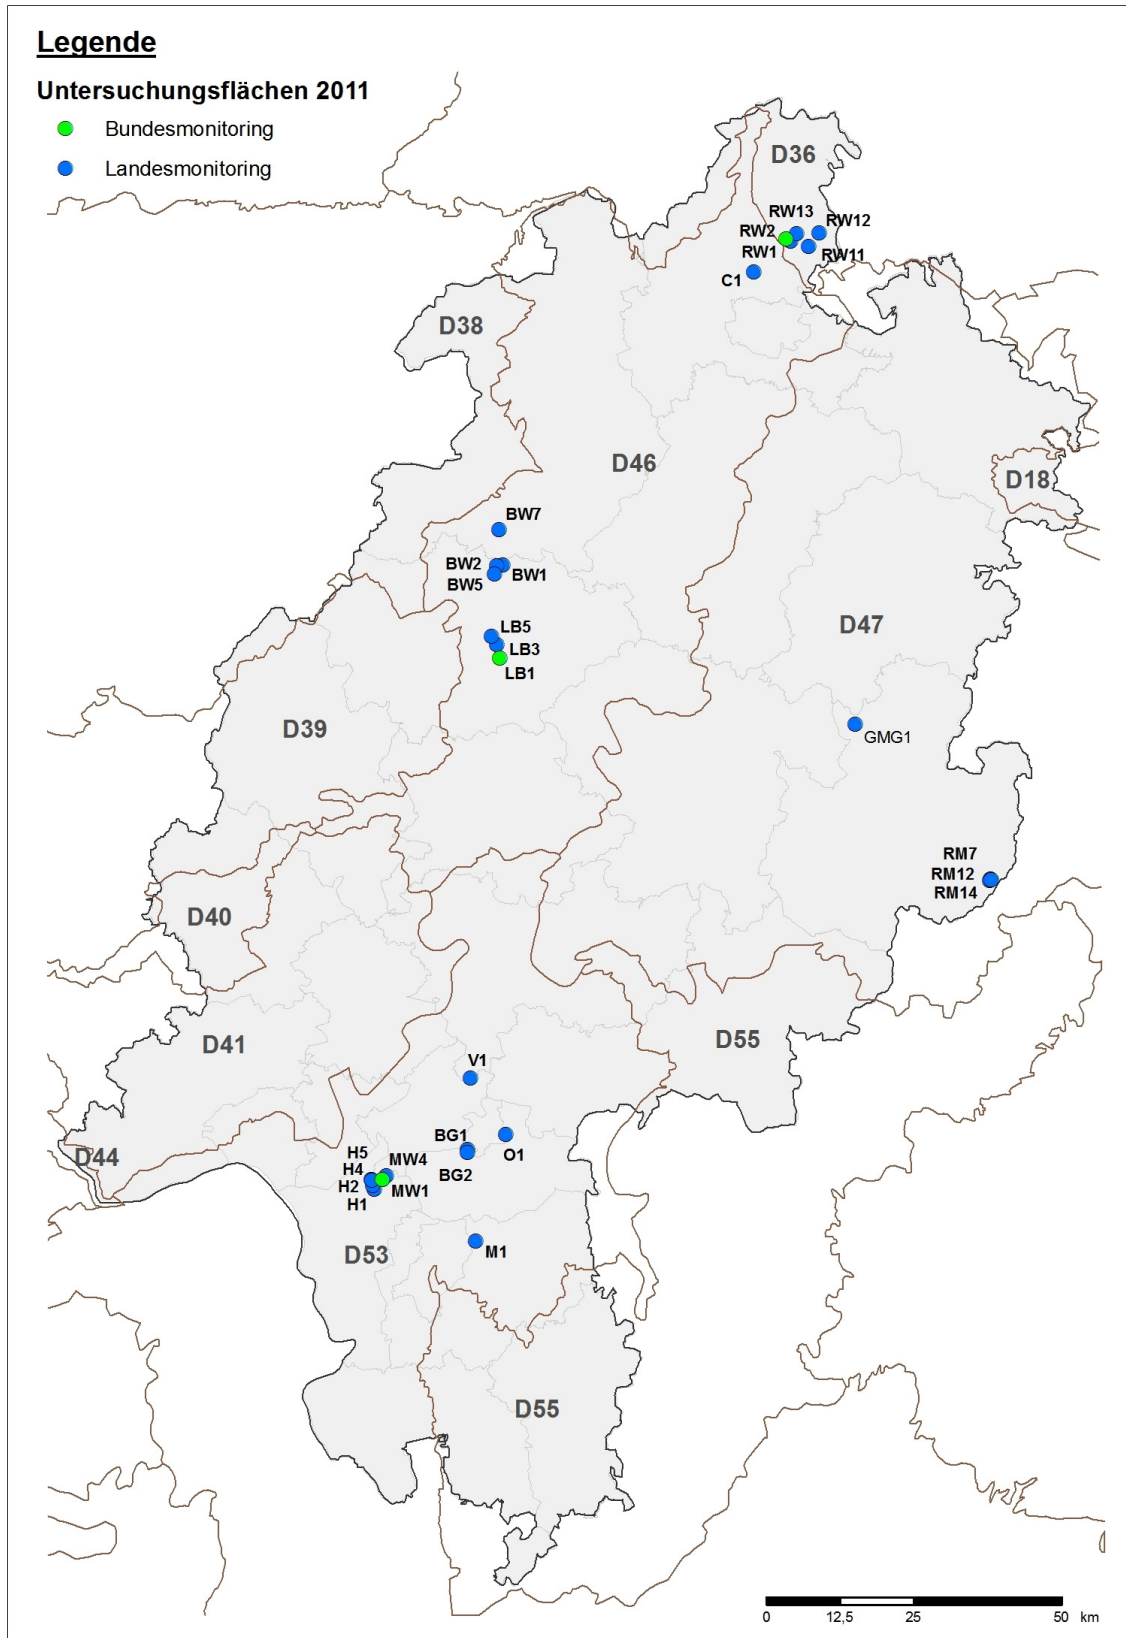 Legende
Untersuchungsflächen 2011
Bundesmonitoring
Landesmonitoring
D36
RW13
RW12
RW2
RW1
RW11
C1
D38
D46
D18
BW7
BW2
BW1
BW5
LB5
D47
LB3
LB1
D39
GMG1
RM7
RM12
RM14
D40
D41
D55
V1
BG1
O1
D44
H5
MW4
H4
BG2
H2
MW1
H1
D53
M1
D55
0 12,5 25 50 km